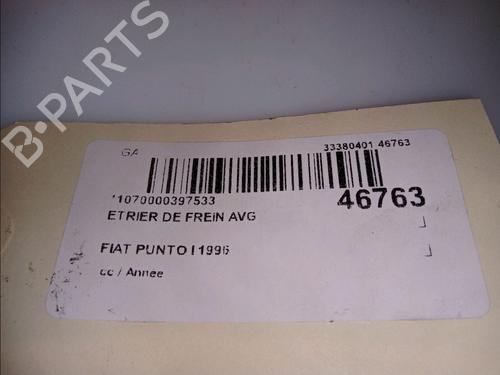 B-PARTS
GA
33380401 46763
*1070000397533
46763
ETRIER DE FREIN AVG
FIAT PUNTO I 1996
cc / Annee